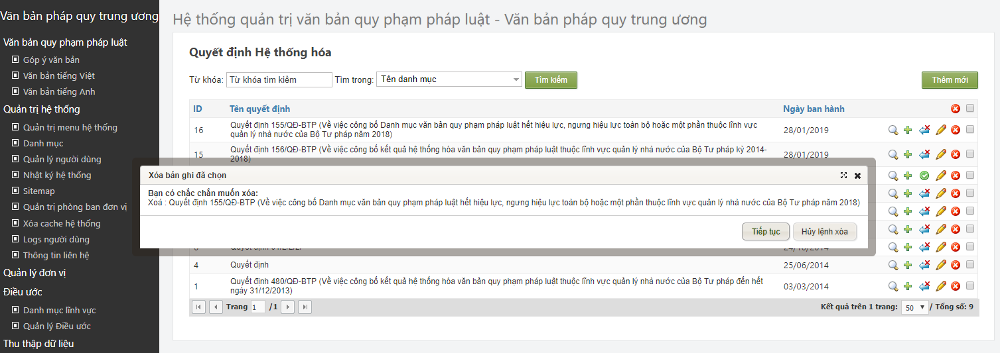 Văn bản pháp quy trung ương
Văn bản quy phạm pháp luật
Góp ý văn bản
Văn bản tiếng Việt
Văn bản tiếng Anh
Quản trị hệ thống
Quản trị menu hệ thống
Danh mục
Quản lý người dùng
Nhật ký hệ thống
Sitemap
Quản trị phòng ban đơn vị
Xóa cache hệ thống
Logs người dùng
Thông tin liên hệ
Quản lý đơn vị
Điều ước
Danh mục lĩnh vực
Quản lý Điều ước
Thu thập dữ liệu
Hệ thống quản trị văn bản quy phạm pháp luật - Văn bản pháp quy trung ương
Quyết định Hệ thống hóa
Từ khóa: Từ khóa tìm kiếm Tìm trong: Tên danh mục Tìm kiếm Thêm mới
ID Tên quyết định Ngày ban hành
16 Quyết định 155/QĐ-BTP (Về việc công bố Danh mục văn bản quy phạm pháp luật hết hiệu lực, ngưng hiệu lực toàn bộ hoặc một phần thuộc lĩnh vực 28/01/2019
quản lý nhà nước của Bộ Tư pháp năm 2018)
15 Quyết định 156/QĐ-BTP (Về việc công bố kết quả hệ thống hóa văn bản quy phạm pháp luật thuộc lĩnh vực quản lý nhà nước của Bộ Tư pháp kỳ 2014- 28/01/2019
2018)
Xóa bản ghi đã chọn
Bạn có chắc chắn muốn xóa:
Xoá : Quyết định 155/QĐ-BTP (Về việc công bố Danh mục văn bản quy phạm pháp luật hết hiệu lực, ngưng hiệu lực toàn bộ hoặc một phần thuộc lĩnh vực quản lý nhà nước của Bộ Tư pháp năm 2018)
Tiếp tục Hủy lệnh xóa
4 Quyết định 25/06/2014
1 Quyết định 480/QĐ-BTP (Về việc công bố kết quả hệ thống hóa văn bản quy phạm pháp luật thuộc lĩnh vực quản lý nhà nước của Bộ Tư pháp đến hết 03/03/2014
ngày 31/12/2013)
Trang 1 /1 Kết quả trên 1 trang: 50 / Tổng số: 9